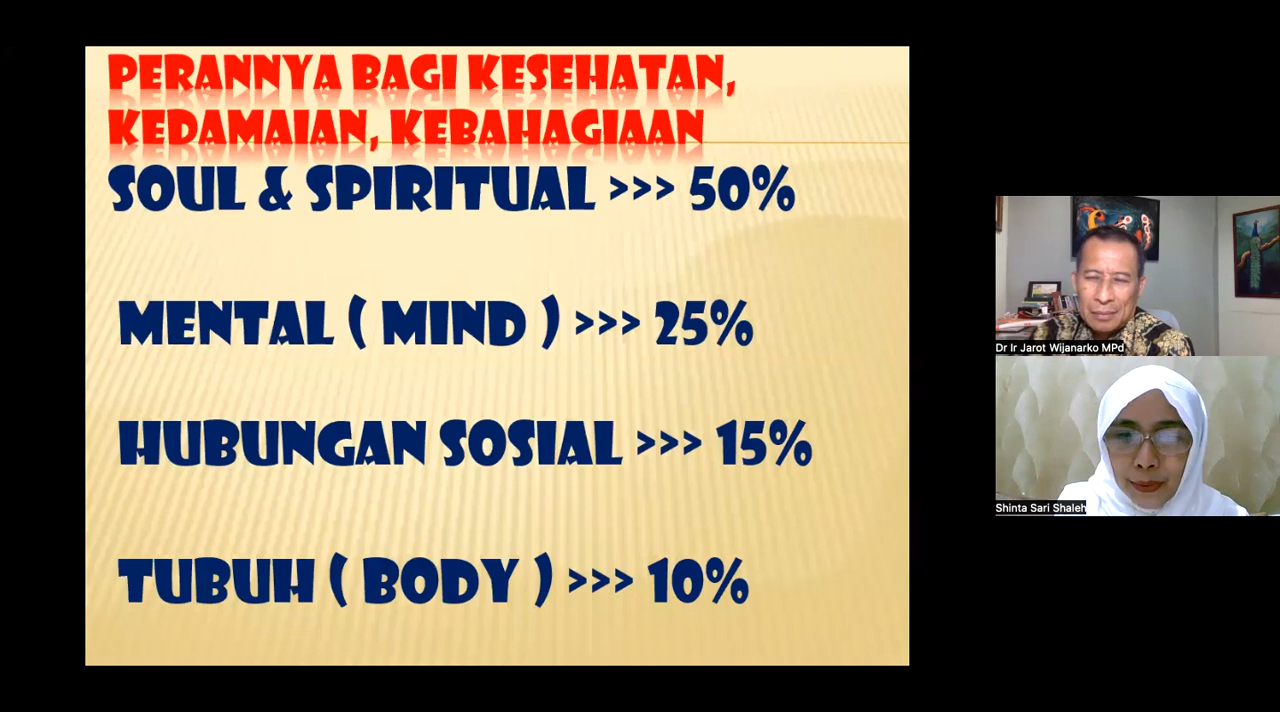 PERANNYA BAGI KESEHATAN,
KEDAMAIAN, KEBAHAGIAAN
SOUL & SPIRITUAL >>> 50%
MENTAL ( MIND ) >>> 25%
HUBUNGAN SOSIAL >>> 15%
TUBUH ( BODY ) >>> 10%
Dr Ir Jarot Wijanarko MPd
Shinta Sari Shaleh